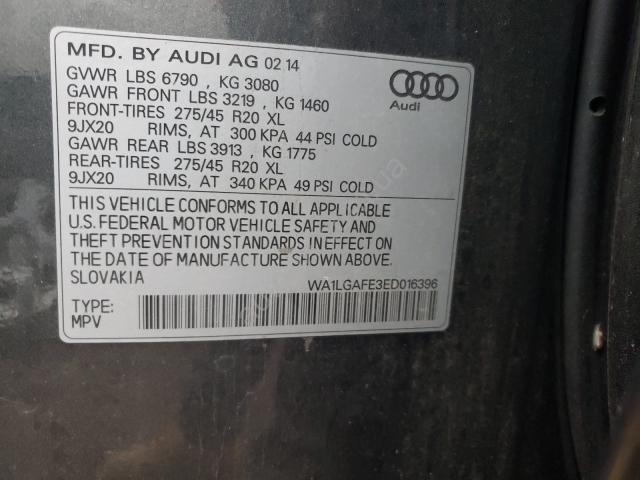 MFD. BY AUDI AG 02 14
GVWR LBS 6790 , KG 3080
GAWR FRONT LBS 3219 , KG 1460
FRONT-TIRES 275/45 R20 XL
9JX20 RIMS, AT 300 KPA 44 PSI COLD
GAWR REAR LBS 3913 , KG 1775
REAR-TIRES 275/45 R20 XL
9JX20 RIMS, AT 340 KPA 49 PSI COLD
Audi
THIS VEHICLE CONFORMS TO ALL APPLICABLE
U.S. FEDERAL MOTOR VEHICLE SAFETY AND
THEFT PREVENTION STANDARDS IN EFFECT ON
THE DATE OF MANUFACTURE SHOWN ABOVE.
SLOVAKIA
WA1LGAFE3ED016396
TYPE:
MPV